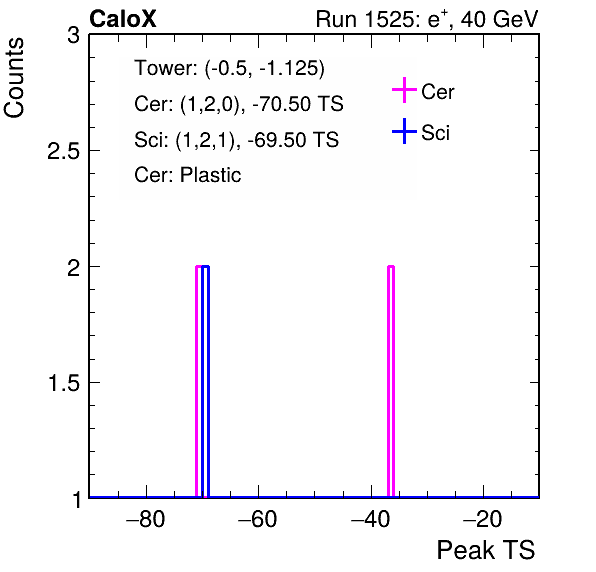 CaloX Run 1525: e⁺, 40 GeV
Counts
3
2.5
2
1.5
1
Tower: (-0.5, -1.125)
Cer: (1,2,0), -70.50 TS
Sci: (1,2,1), -69.50 TS
Cer: Plastic
Cer
Sci
−80 −60 −40 −20
Peak TS